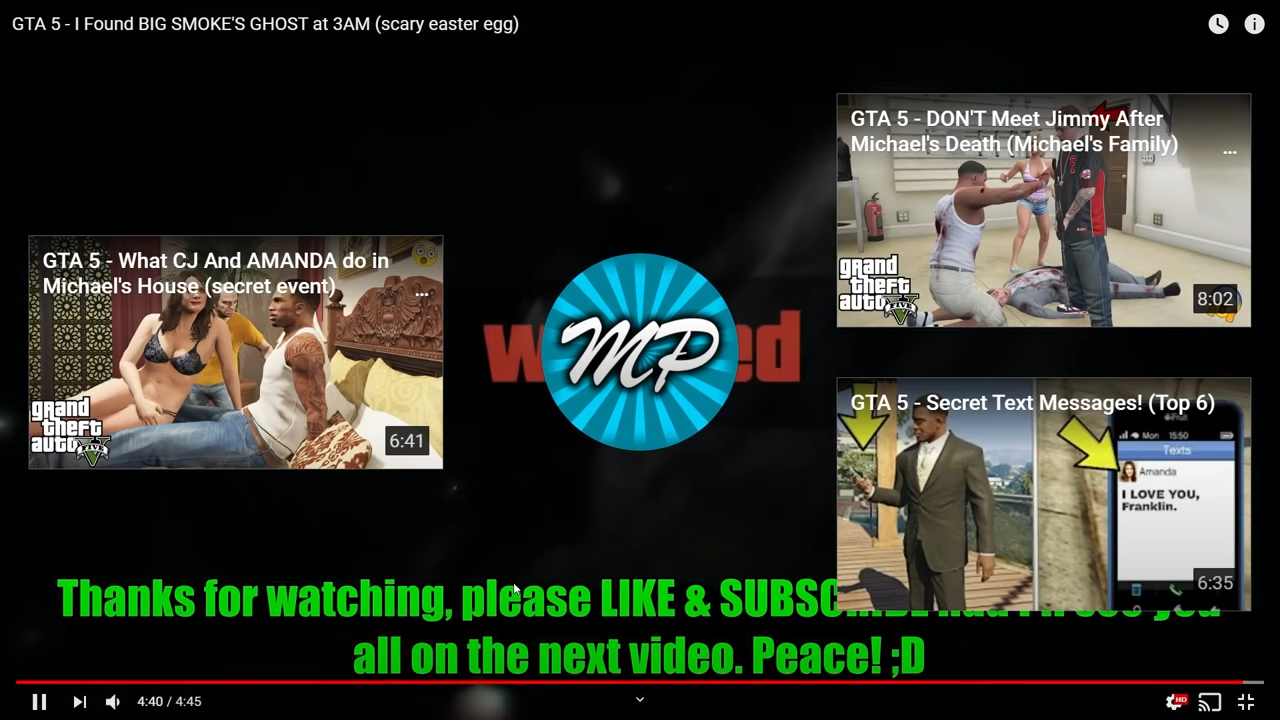 GTA 5 - I Found BIG SMOKE'S GHOST at 3AM (scary easter egg)
GTA 5 - DON'T Meet Jimmy After
Michael's Death (Michael's Family)
grand
theft
auto
FIVE
8:02
GTA 5 - What CJ And AMANDA do in
Michael's House (secret event)
grand
theft
auto
FIVE
6:41
MP
GTA 5 - Secret Text Messages! (Top 6)
Mon 15:50
Texts
Amanda
I LOVE YOU,
Franklin.
6:35
Thanks for watching, please LIKE & 
all on the next video. Peace! ;D
4:40 / 4:45
HD